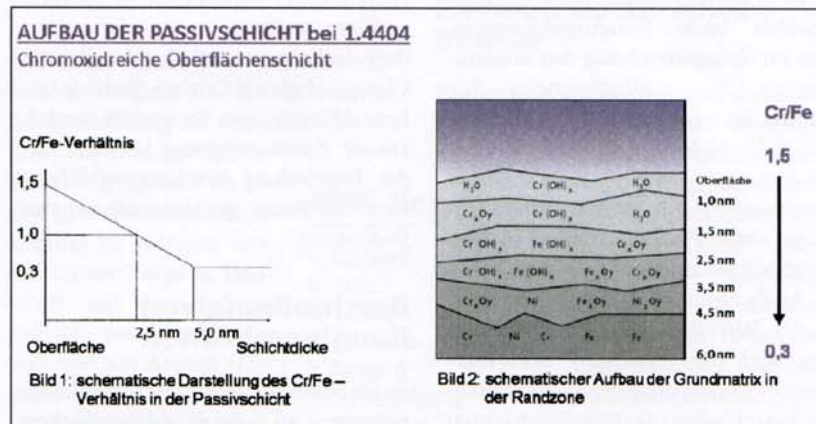 AUFBAU DER PASSIVSCHICHT bei 1.4404
Chromoxidreiche Oberflächenschicht
Cr/Fe-Verhältnis
1,5
1,0
0,3
2,5 nm 5,0 nm
Oberfläche Schichtdicke
Bild 1: schematische Darstellung des Cr/Fe –
Verhältnis in der Passivschicht
Cr/Fe
1,5
Oberfläche
H₂O Cr (OH)ₓ H₂O
1,0 nm
CrₓOy Cr (OH)ₓ H₂O
1,5 nm
Cr (OH)ₓ Fe (OH)ₓ CrₓOy
2,5 nm
Cr (OH)ₓ Fe (OH)ₓ FeₓOy CrₓOy
3,5 nm
CrₓOy Ni FeₓOy NiₓOy
4,5 nm
Cr Ni Cr Fe Fe
6,0 nm
0,3
Bild 2: schematischer Aufbau der Grundmatrix in
der Randzone